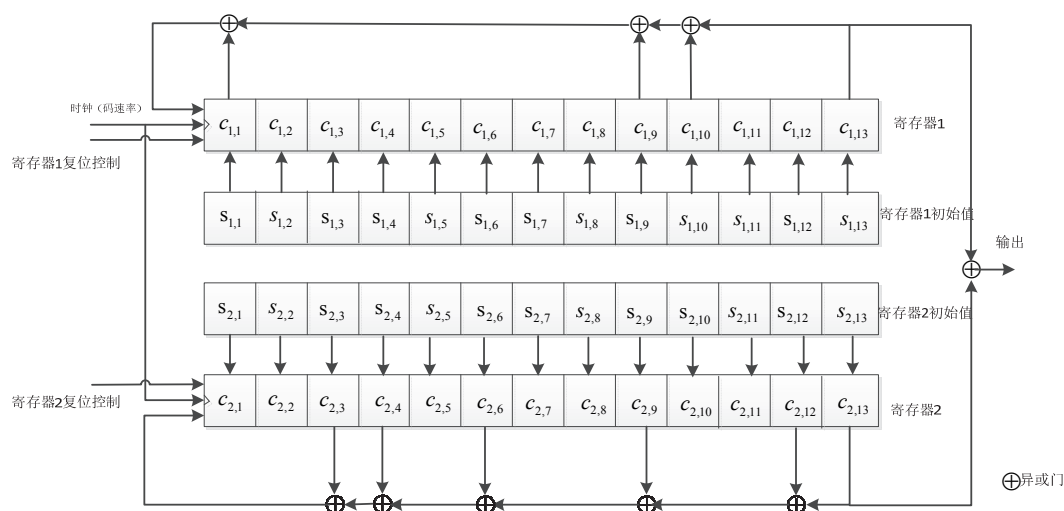 时钟（码速率）
c1,1 c1,2 c1,3 c1,4 c1,5 c1,6 c1,7 c1,8 c1,9 c1,10 c1,11 c1,12 c1,13 寄存器1
寄存器1复位控制
s1,1 s1,2 s1,3 s1,4 s1,5 s1,6 s1,7 s1,8 s1,9 s1,10 s1,11 s1,12 s1,13 寄存器1初始值
输出
s2,1 s2,2 s2,3 s2,4 s2,5 s2,6 s2,7 s2,8 s2,9 s2,10 s2,11 s2,12 s2,13 寄存器2初始值
寄存器2复位控制
c2,1 c2,2 c2,3 c2,4 c2,5 c2,6 c2,7 c2,8 c2,9 c2,10 c2,11 c2,12 c2,13 寄存器2
⊕异或门